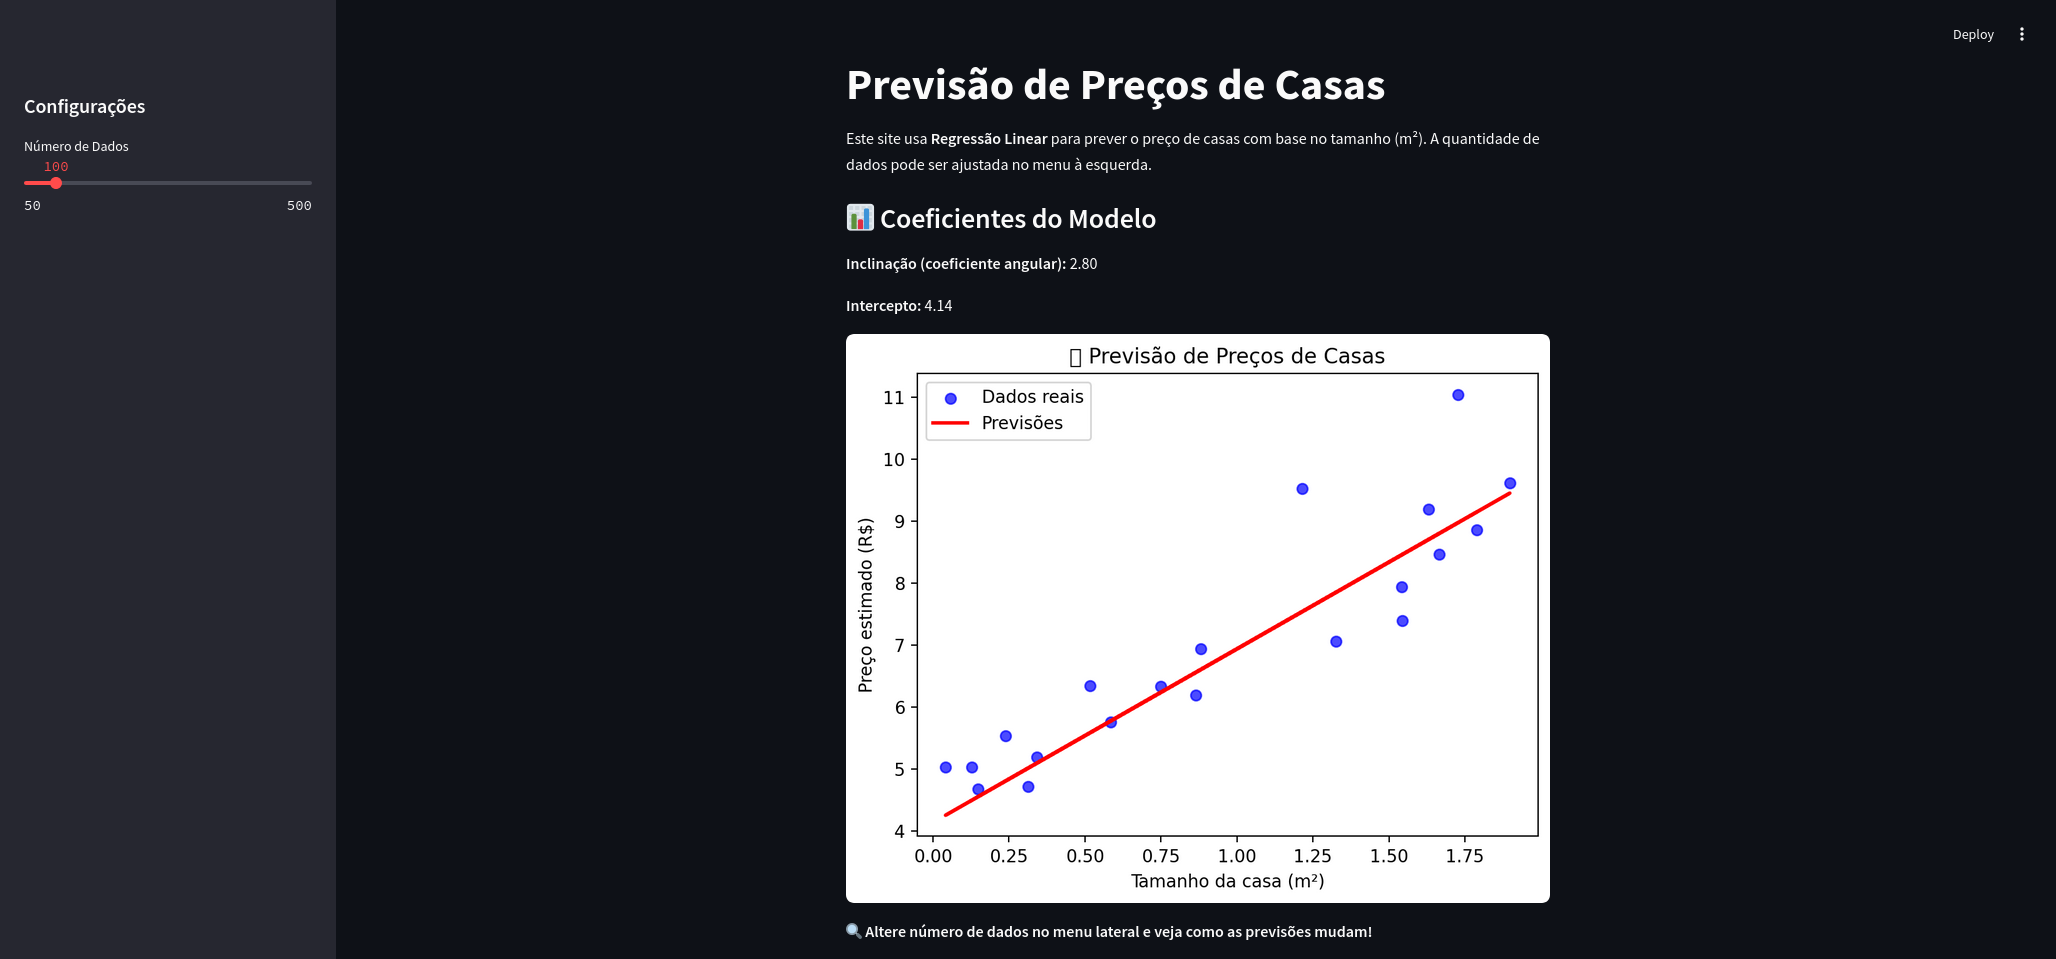 Deploy
Configurações
Número de Dados
100
50 500
Previsão de Preços de Casas
Este site usa Regressão Linear para prever o preço de casas com base no tamanho (m²). A quantidade de
dados pode ser ajustada no menu à esquerda.
📊 Coeficientes do Modelo
Inclinação (coeficiente angular): 2.80
Intercepto: 4.14
Previsão de Preços de Casas
Dados reais
Previsões
Preço estimado (R$)
11
10
9
8
7
6
5
4
0.00 0.25 0.50 0.75 1.00 1.25 1.50 1.75
Tamanho da casa (m²)
🔍 Altere número de dados no menu lateral e veja como as previsões mudam!